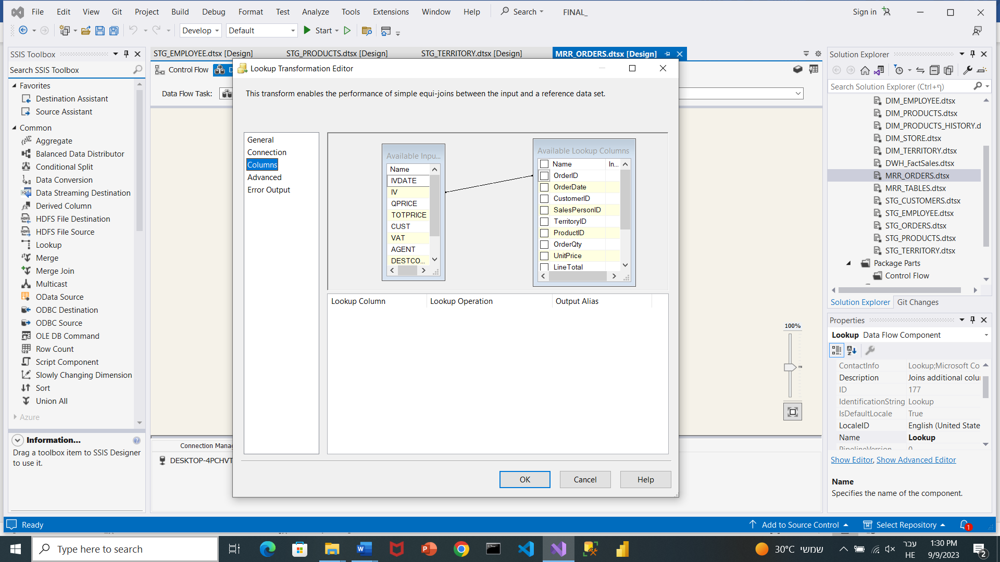 File Edit View Git Project Build Debug Format Test Analyze Tools Extensions Window Help Search FINAL_ Sign in
Develop Default Start
SSIS Toolbox
Search SSIS Toolbox
Favorites
Destination Assistant
Source Assistant
Common
Aggregate
Balanced Data Distributor
Conditional Split
Data Conversion
Data Streaming Destination
Derived Column
HDFS File Destination
HDFS File Source
Lookup
Merge
Merge Join
Multicast
OData Source
ODBC Destination
ODBC Source
OLE DB Command
Row Count
Script Component
Slowly Changing Dimension
Sort
Union All
Azure
Information...
Drag a toolbox item to SSIS Designer
to use it.
STG_EMPLOYEE.dtsx [Design] STG_PRODUCTS.dtsx [Design] STG_TERRITORY.dtsx [Design] MRR_ORDERS.dtsx [Design]
Control Flow D
Data Flow Task:
Lookup Transformation Editor
This transform enables the performance of simple equi-joins between the input and a reference data set.
General
Connection
Columns
Advanced
Error Output
Available Inpu...
Name
IVDATE
IV
QPRICE
TOTPRICE
CUST
VAT
AGENT
DESTCO...
Available Lookup Columns
Name In...
OrderID
OrderDate
CustomerID
SalesPersonID
TerritoryID
ProductID
OrderQty
UnitPrice
LineTotal
Lookup Column Lookup Operation Output Alias
OK Cancel Help
100%
Connection Manag
DESKTOP-4PCHVT
Solution Explorer
Search Solution Explorer (Ctrl+ף)
DIM_EMPLOYEE.dtsx
DIM_PRODUCTS.dtsx
DIM_PRODUCTS_HISTORY.d
DIM_STORE.dtsx
DIM_TERRITORY.dtsx
DWH_FactSales.dtsx
MRR_ORDERS.dtsx
MRR_TABLES.dtsx
STG_CUSTOMERS.dtsx
STG_EMPLOYEE.dtsx
STG_ORDERS.dtsx
STG_PRODUCTS.dtsx
STG_TERRITORY.dtsx
Package Parts
Control Flow
Solution Explorer Git Changes
Properties
Lookup Data Flow Component
ContactInfo Lookup;Microsoft Co
Description Joins additional colu
ID 177
IdentificationString Lookup
IsDefaultLocale True
LocaleID English (United State
Name Lookup
PipelineVersion 0
Show Editor, Show Advanced Editor
Name
Specifies the name of the component.
Ready Add to Source Control Select Repository 1
Type here to search 30°C שמשי עבר HE 1:30 PM 9/9/2023 2